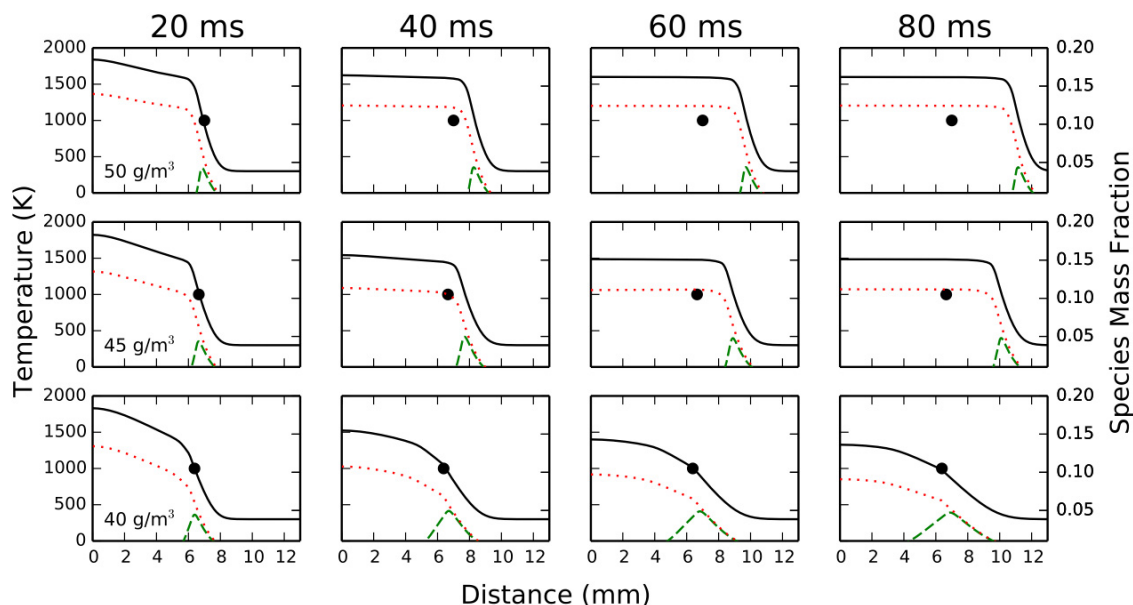 20 ms 40 ms 60 ms 80 ms
2000 0.20
1500 0.15
1000 0.10
500 0.05
0
50 g/m³
2000 0.20
1500 0.15
1000 0.10
500 0.05
0
45 g/m³
2000 0.20
1500 0.15
1000 0.10
500 0.05
0
40 g/m³
0 2 4 6 8 10 12 0 2 4 6 8 10 12 0 2 4 6 8 10 12 0 2 4 6 8 10 12
Temperature (K)
Species Mass Fraction
Distance (mm)